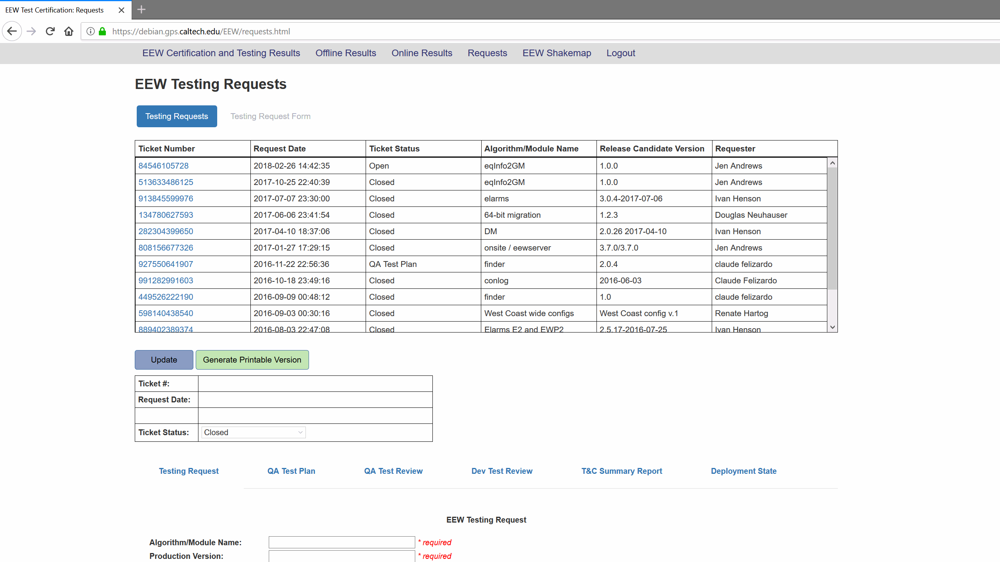 EEW Test Certification: Requests
https://debian.gps.caltech.edu/EEW/requests.html
EEW Certification and Testing Results Offline Results Online Results Requests EEW Shakemap Logout
EEW Testing Requests
Testing Requests Testing Request Form
Ticket Number Request Date Ticket Status Algorithm/Module Name Release Candidate Version Requester
84546105728 2018-02-26 14:42:35 Open eqInfo2GM 1.0.0 Jen Andrews
513633486125 2017-10-25 22:40:39 Closed eqInfo2GM 1.0.0 Jen Andrews
913845599976 2017-07-07 23:30:00 Closed elarms 3.0.4-2017-07-06 Ivan Henson
134780627593 2017-06-06 23:41:54 Closed 64-bit migration 1.2.3 Douglas Neuhauser
282304399650 2017-04-10 18:37:06 Closed DM 2.0.26 2017-04-10 Ivan Henson
808156677326 2017-01-27 17:29:15 Closed onsite / eewserver 3.7.0/3.7.0 Jen Andrews
927550641907 2016-11-22 22:56:36 QA Test Plan finder 2.0.4 claude felizardo
991282991603 2016-10-18 23:49:16 Closed conlog 2016-06-03 Claude Felizardo
449526222190 2016-09-09 00:48:12 Closed finder 1.0 claude felizardo
598140438540 2016-09-03 00:30:16 Closed West Coast wide configs West Coast config v.1 Renate Hartog
889402389374 2016-08-03 22:47:08 Closed Elarms E2 and EWP2 2.5.17-2016-07-25 Ivan Henson
Update Generate Printable Version
Ticket #:
Request Date:
Ticket Status: Closed
Testing Request QA Test Plan QA Test Review Dev Test Review T&C Summary Report Deployment State
EEW Testing Request
Algorithm/Module Name: * required
Production Version: * required